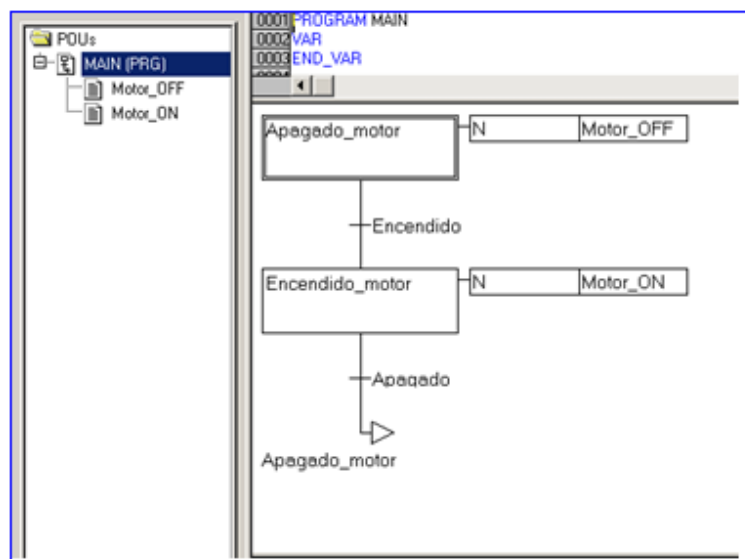 POUs
MAIN (PRG)
Motor_OFF
Motor_ON
0001 PROGRAM MAIN
0002 VAR
0003 END_VAR
Apagado_motor N Motor_OFF
Encendido
Encendido_motor N Motor_ON
Apagado
Apagado_motor